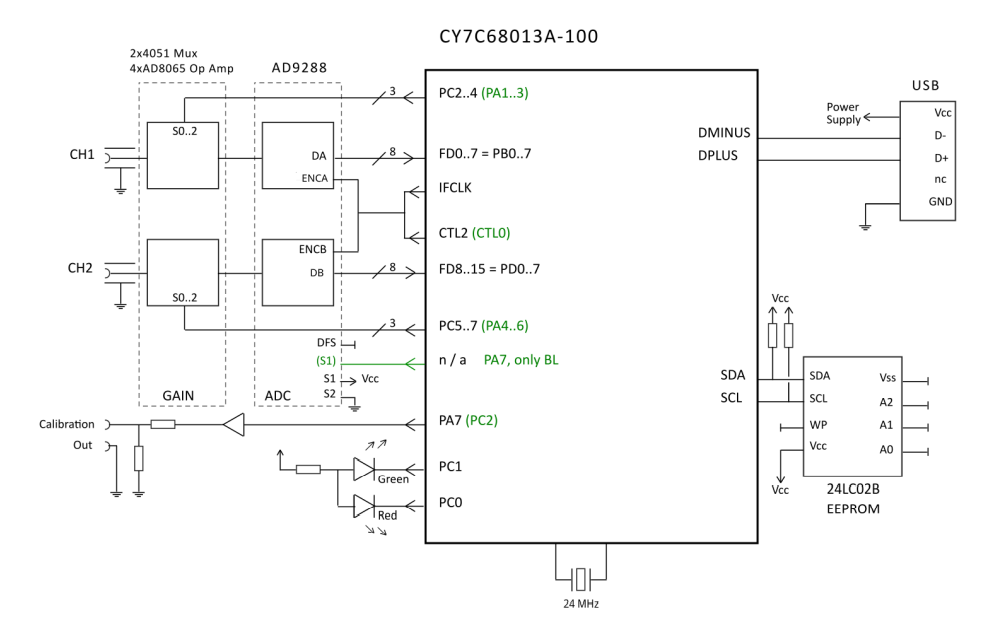 CY7C68013A-100
2x4051 Mux
4xAD8065 Op Amp
AD9288
USB
3
PC2..4 (PA1..3)
Power
Supply
Vcc
S0..2
DMINUS
D-
CH1
DA
8
FD0..7 = PB0..7
DPLUS
D+
ENCA
IFCLK
nc
GND
CTL2 (CTL0)
ENCB
CH2
DB
8
FD8..15 = PD0..7
S0..2
Vcc
3
PC5..7 (PA4..6)
DFS
(S1)
n / a PA7, only BL
S1
Vcc
SDA
SDA
Vss
S2
GAIN
ADC
SCL
SCL
A2
Calibration
PA7 (PC2)
WP
A1
Out
Vcc
A0
PC1
Green
Vcc
24LC02B
PC0
Red
EEPROM
24 MHz